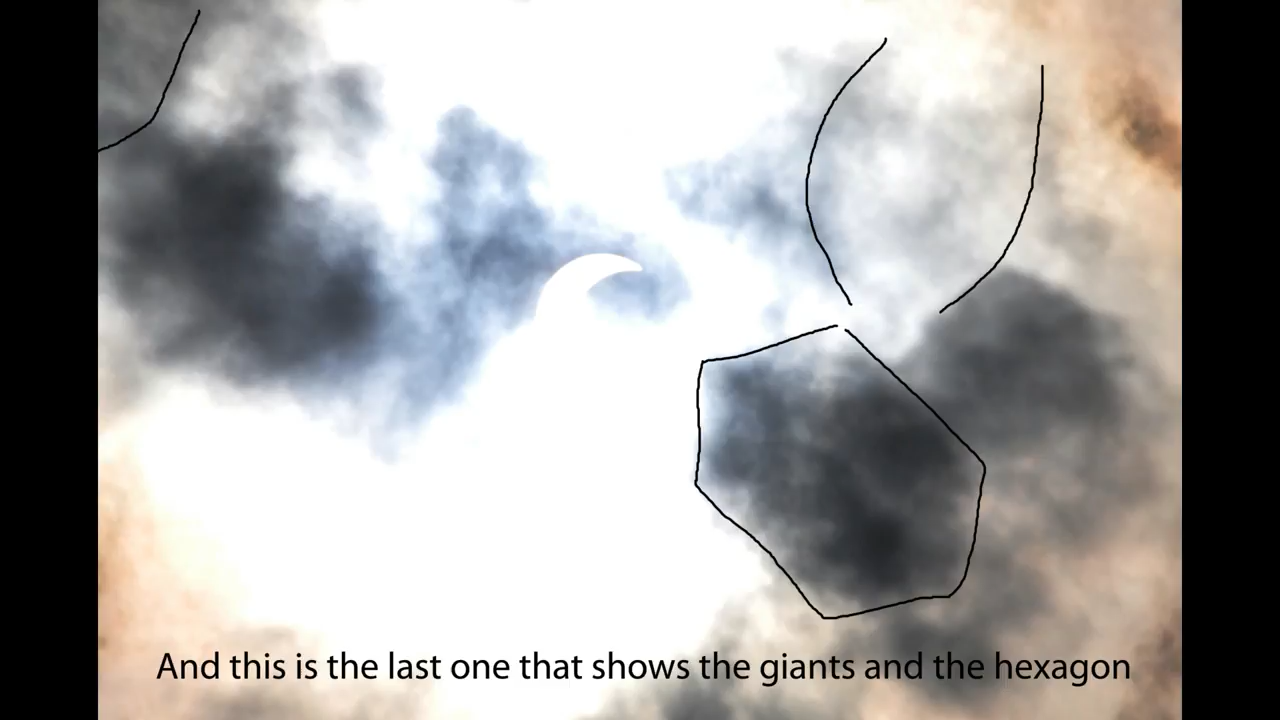 And this is the last one that shows the giants and the hexagon